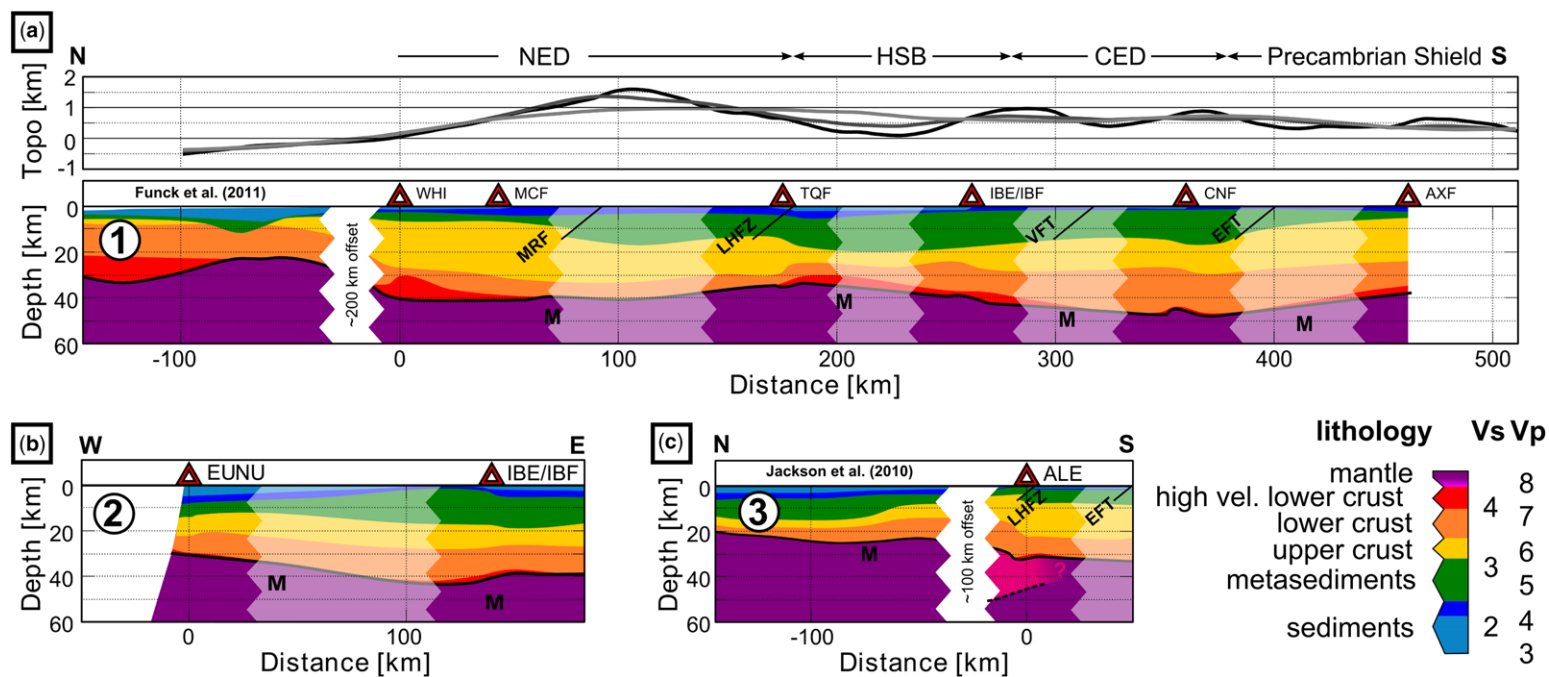 (a)
N NED HSB CED Precambrian Shield S
Topo [km]
2
1
0
-1
Funck et al. (2011) WHI MCF TQF IBE/IBF CNF AXF
Depth [km]
0
20
40
60
1
~200 km offset
MRF LHFZ VFT EFT
M M M M
-100 0 100 200 300 400 500
Distance [km]
(b) W E
EUNU IBE/IBF
Depth [km]
0
20
40
60
2
M M
0 100
Distance [km]
(c) N S
Jackson et al. (2010) ALE
Depth [km]
0
20
40
60
3
~100 km offset
LHFZ EFT
M ?
-100 0
Distance [km]
lithology Vs Vp
mantle 8
high vel. lower crust 4
lower crust 7
upper crust 6
metasediments 3 5
sediments 2 4
3